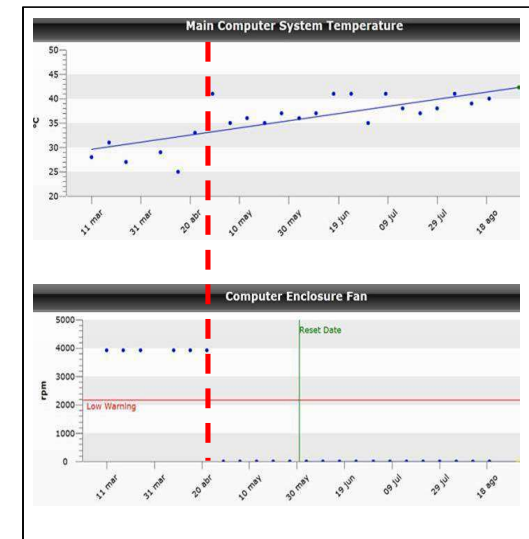 Main Computer System Temperature
50
45
40
35
30
25
20
°C
11 mar
31 mar
20 abr
10 may
30 may
19 jun
09 jul
29 jul
18 ago
Computer Enclosure Fan
5000
4000
3000
2000
1000
0
rpm
Reset Date
Low Warning
11 mar
31 mar
20 abr
10 may
30 may
19 jun
09 jul
29 jul
18 ago